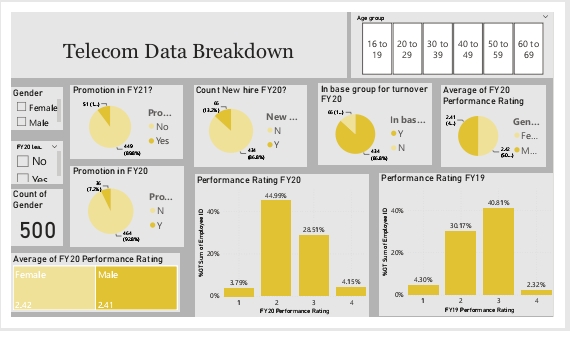 Telecom Data Breakdown
Age group
16 to 19
20 to 29
30 to 39
40 to 49
50 to 59
60 to 69
Gender
Female
Male
No
Yes
Count of Gender
500
Promotion in FY21?
51 (1...)
449 (89.8%)
Pro...
No
Yes
Count New hire FY20?
66 (13.2%)
434 (86.8%)
New ...
N
Y
In base group for turnover FY20
66 (1...)
434 (86.8%)
In bas...
Y
N
Average of FY20 Performance Rating
2.41 (4...)
2.42 (50...)
Gen...
Fe...
M...
Promotion in FY20
36 (7.2%)
464 (92.8%)
Pro...
N
Y
Performance Rating FY20
%GT Sum of Employee ID
40%
20%
0%
3.79%
44.99%
28.51%
4.15%
1
2
3
4
FY20 Performance Rating
Performance Rating FY19
%GT Sum of Employee ID
40%
20%
0%
4.30%
30.17%
40.81%
2.32%
1
2
3
4
FY19 Performance Rating
Average of FY20 Performance Rating
Female
2.42
Male
2.41